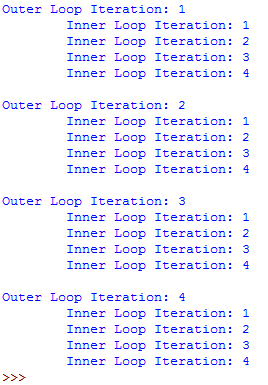 Outer Loop Iteration: 1
Inner Loop Iteration: 1
Inner Loop Iteration: 2
Inner Loop Iteration: 3
Inner Loop Iteration: 4
Outer Loop Iteration: 2
Inner Loop Iteration: 1
Inner Loop Iteration: 2
Inner Loop Iteration: 3
Inner Loop Iteration: 4
Outer Loop Iteration: 3
Inner Loop Iteration: 1
Inner Loop Iteration: 2
Inner Loop Iteration: 3
Inner Loop Iteration: 4
Outer Loop Iteration: 4
Inner Loop Iteration: 1
Inner Loop Iteration: 2
Inner Loop Iteration: 3
Inner Loop Iteration: 4
>>>